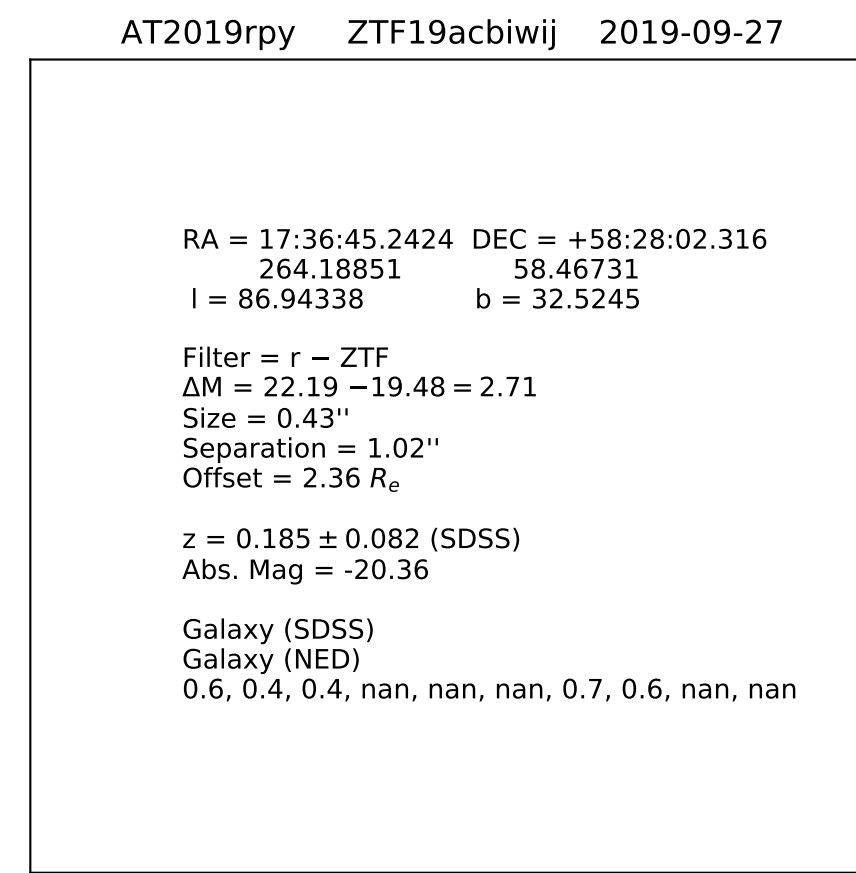 AT2019rpy ZTF19acbiwij 2019-09-27
RA = 17:36:45.2424 DEC = +58:28:02.316
264.18851 58.46731
l = 86.94338 b = 32.5245
Filter = r − ZTF
ΔM = 22.19 −19.48 = 2.71
Size = 0.43''
Separation = 1.02''
Offset = 2.36 Re
z = 0.185 ± 0.082 (SDSS)
Abs. Mag = -20.36
Galaxy (SDSS)
Galaxy (NED)
0.6, 0.4, 0.4, nan, nan, nan, 0.7, 0.6, nan, nan